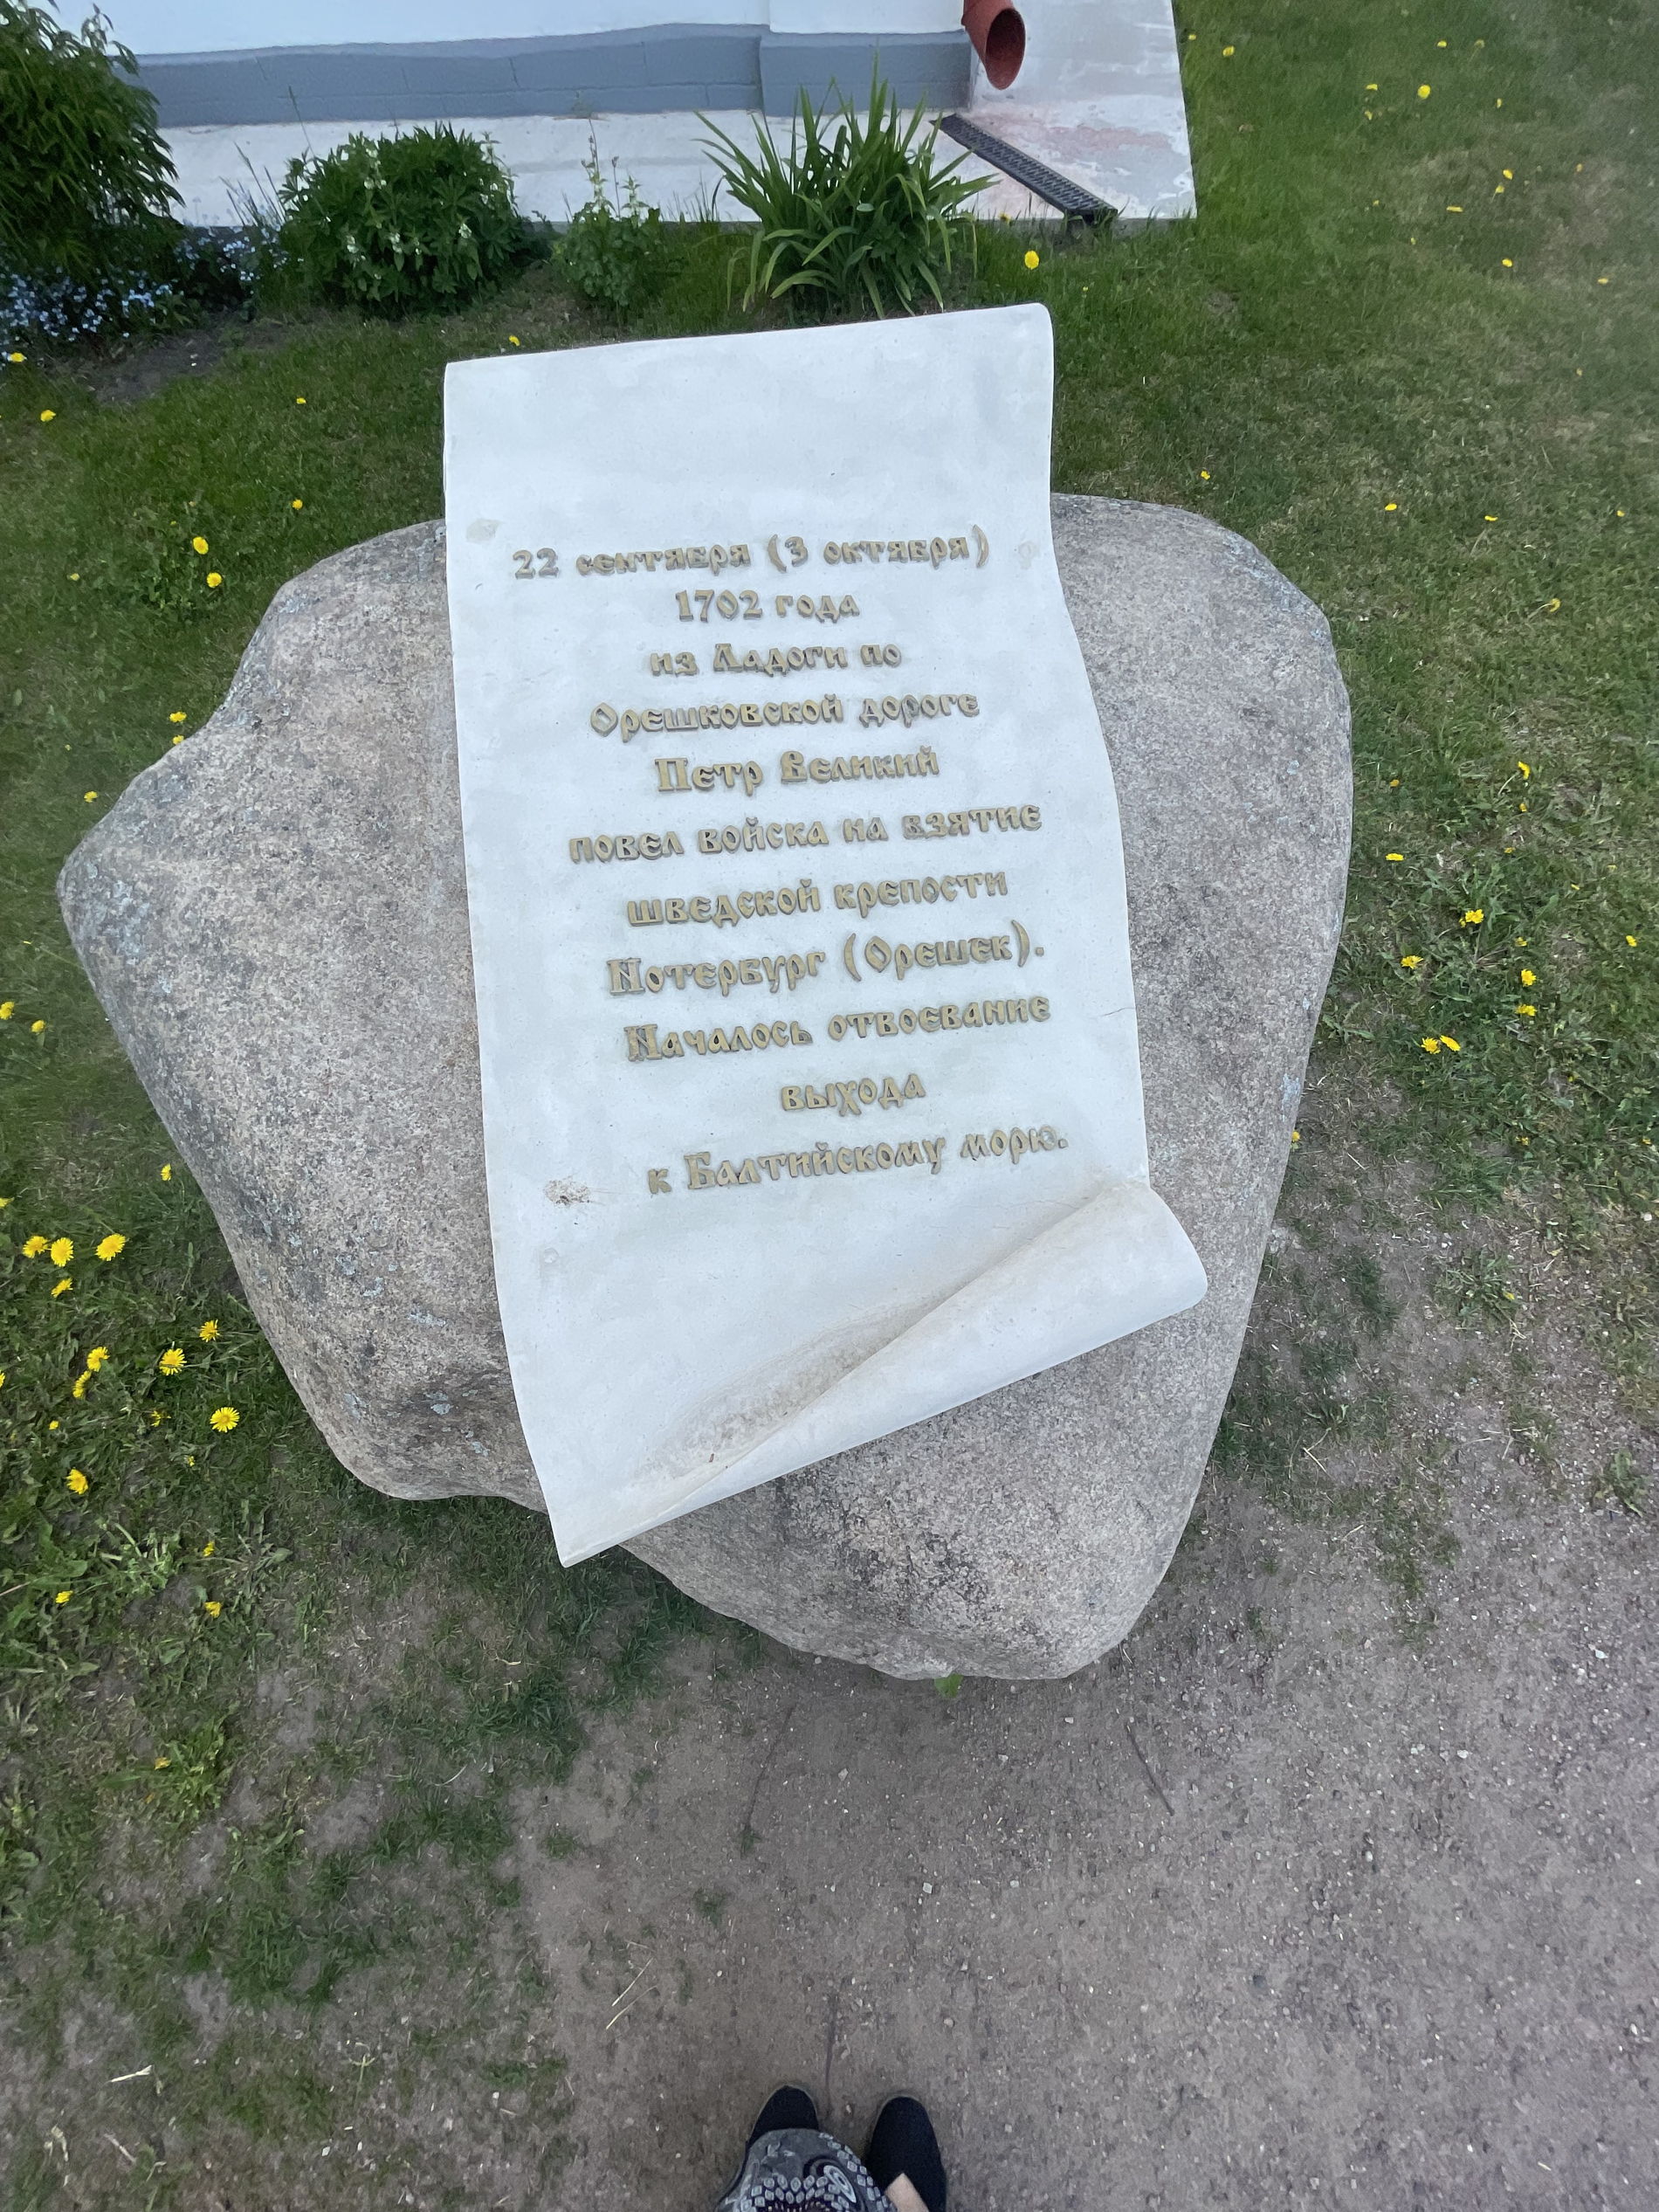 22 сентября (3 октября)
1702 года
из Ладоги по
Орешковской дороге
Петр Великий
повел войска на взятие
шведской крепости
Нотербург (Орешек).
Началось отвоевание
выхода
к Балтийскому морю.